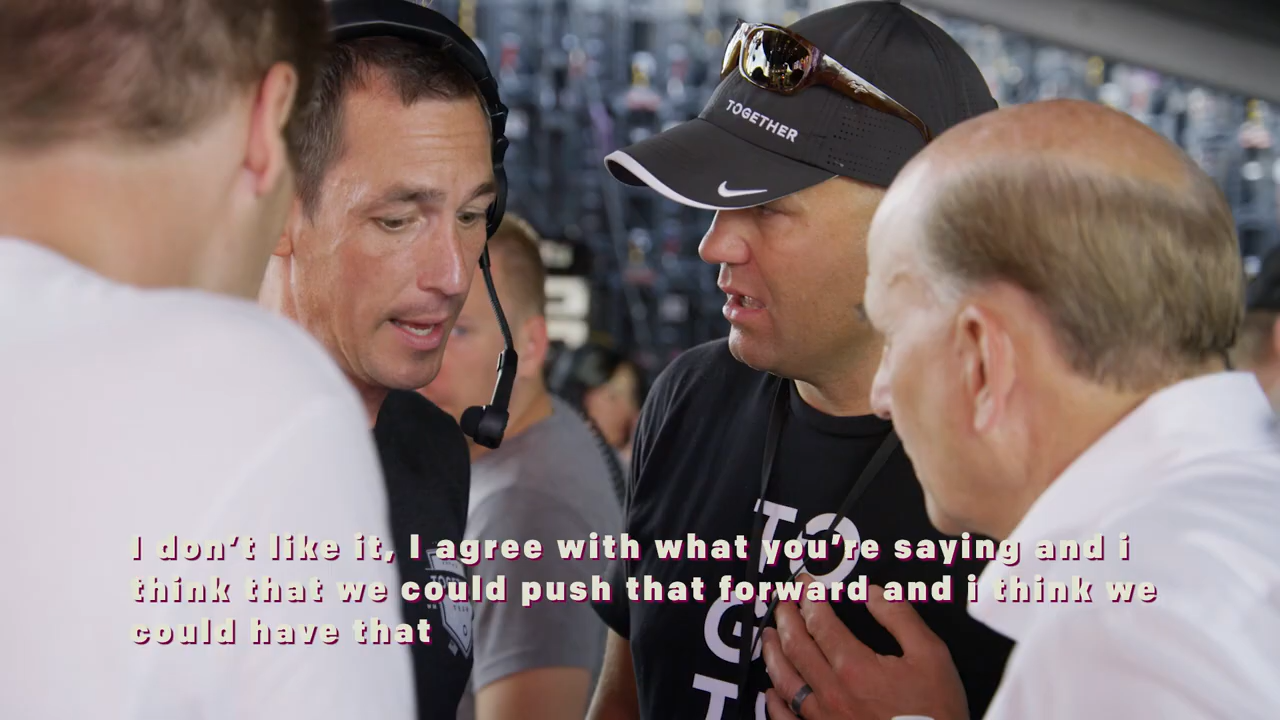 TOGETHER
TO
I don't like it, I agree with what you're saying and i
think that we could push that forward and i think we
could have that